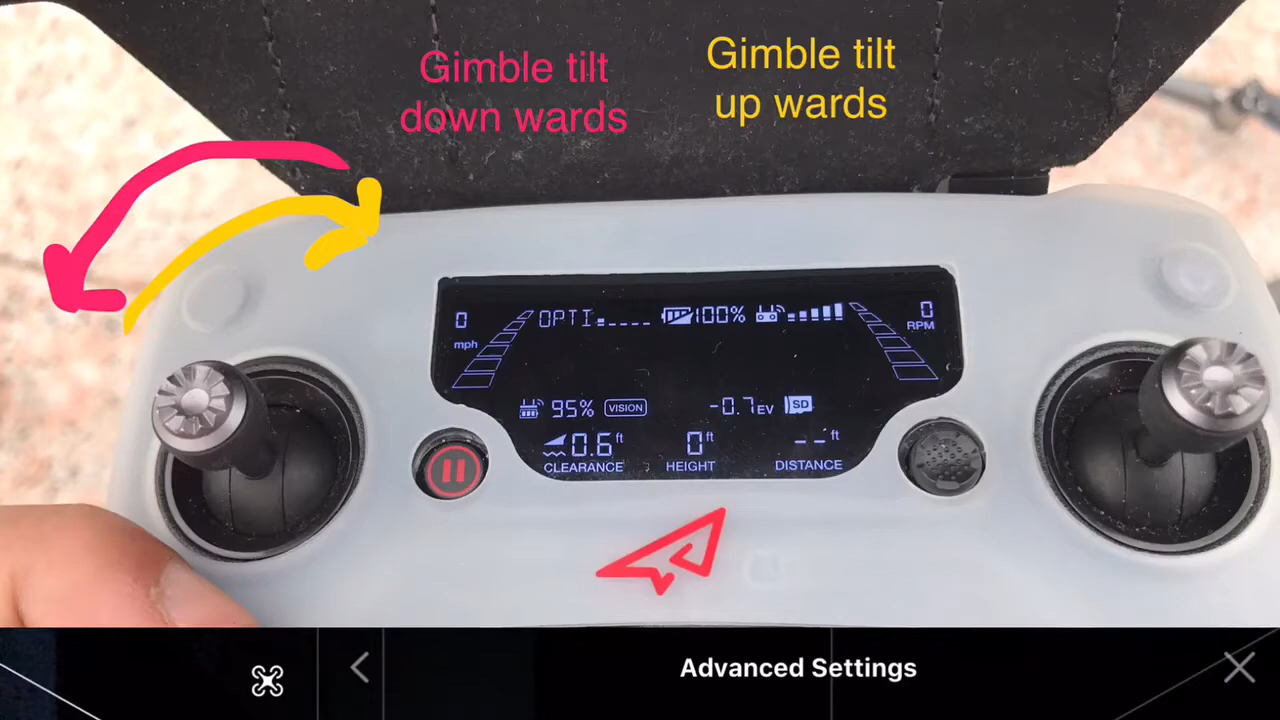 Gimble tilt
down wards
Gimble tilt
up wards
0
mph
OPTI
100%
0
RPM
95%
VISION
-0.7EV
SD
0.6ft
CLEARANCE
0ft
HEIGHT
--ft
DISTANCE
Advanced Settings